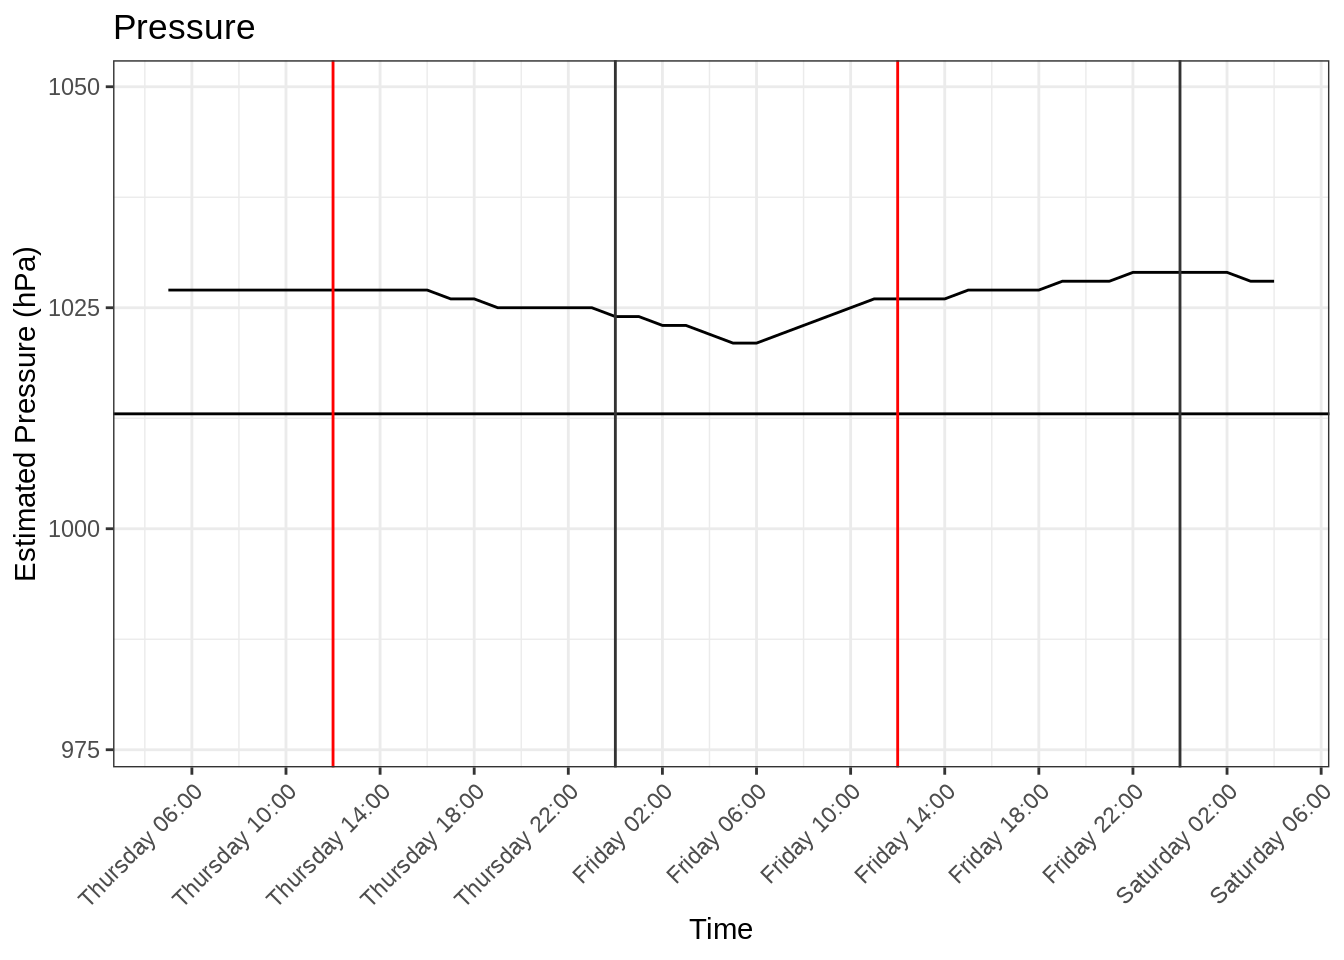 Pressure
Estimated Pressure (hPa)
1050
1025
1000
975
Thursday 06:00
Thursday 10:00
Thursday 14:00
Thursday 18:00
Thursday 22:00
Friday 02:00
Friday 06:00
Friday 10:00
Friday 14:00
Friday 18:00
Friday 22:00
Saturday 02:00
Saturday 06:00
Time